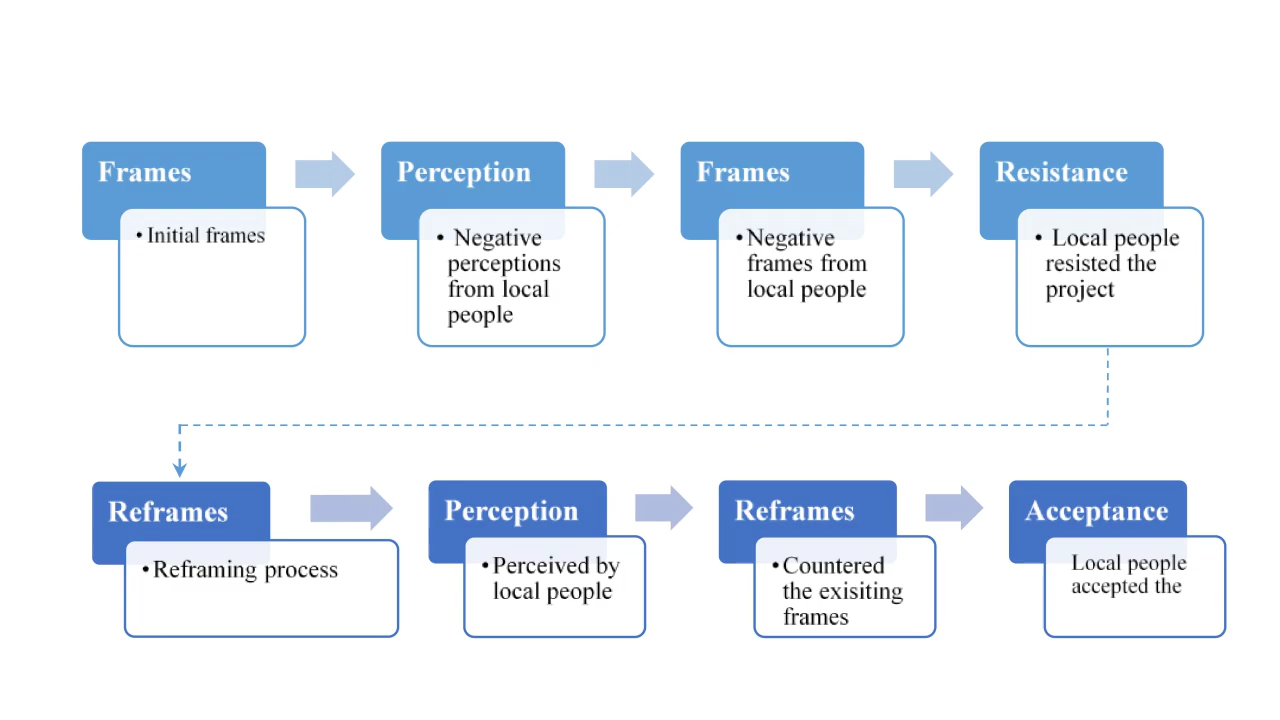 Frames
• Initial frames
Perception
• Negative
perceptions
from local
people
Frames
• Negative
frames from
local people
Resistance
• Local people
resisted the
project
Reframes
• Reframing process
Perception
• Perceived by
local people
Reframes
• Countered
the exisiting
frames
Acceptance
Local people
accepted the